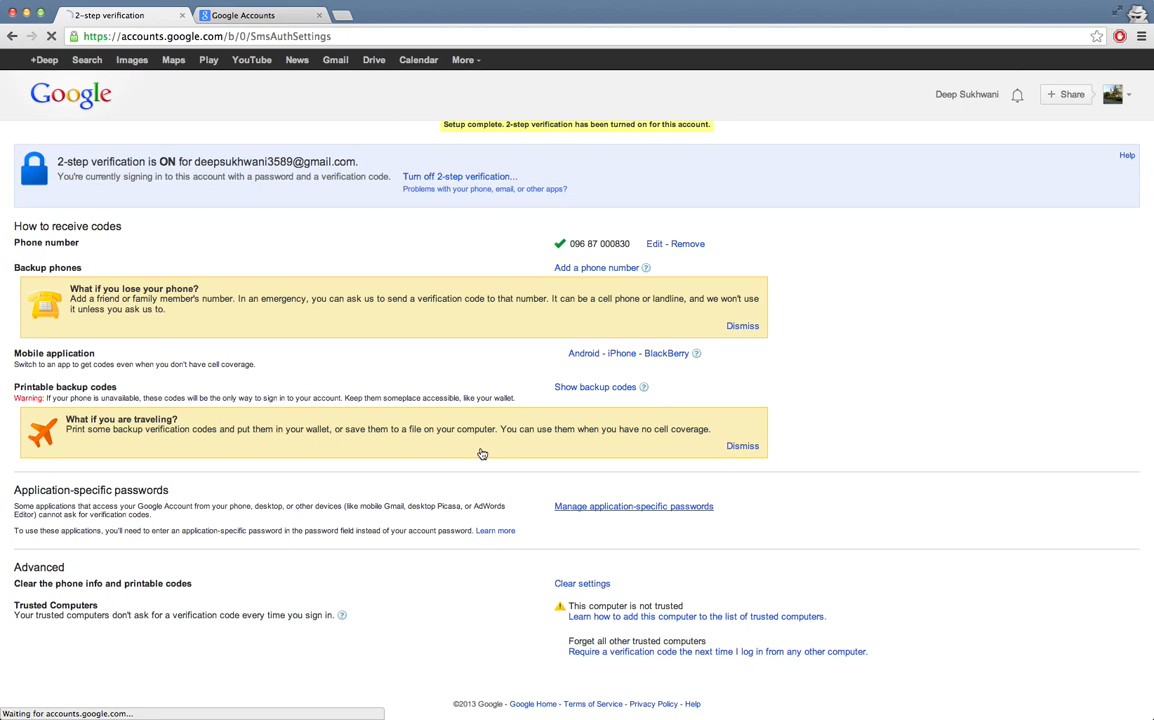 2-step verification
Google Accounts
https://accounts.google.com/b/0/SmsAuthSettings
+Deep Search Images Maps Play YouTube News Gmail Drive Calendar More
Google
Deep Sukhwani
+ Share
Setup complete. 2-step verification has been turned on for this account.
2-step verification is ON for deepsukhwani3589@gmail.com.
Help
You're currently signing in to this account with a password and a verification code.
Turn off 2-step verification...
Problems with your phone, email, or other apps?
How to receive codes
Phone number
096 87 000830 Edit - Remove
Backup phones
Add a phone number ?
What if you lose your phone?
Add a friend or family member's number. In an emergency, you can ask us to send a verification code to that number. It can be a cell phone or landline, and we won't use
it unless you ask us to.
Dismiss
Mobile application
Android - iPhone - BlackBerry ?
Switch to an app to get codes even when you don't have cell coverage.
Printable backup codes
Show backup codes ?
Warning: If your phone is unavailable, these codes will be the only way to sign in to your account. Keep them someplace accessible, like your wallet.
What if you are traveling?
Print some backup verification codes and put them in your wallet, or save them to a file on your computer. You can use them when you have no cell coverage.
Dismiss
Application-specific passwords
Some applications that access your Google Account from your phone, desktop, or other devices (like mobile Gmail, desktop Picasa, or AdWords
Editor) cannot ask for verification codes.
Manage application-specific passwords
To use these applications, you'll need to enter an application-specific password in the password field instead of your account password. Learn more
Advanced
Clear the phone info and printable codes
Clear settings
Trusted Computers
Your trusted computers don't ask for a verification code every time you sign in. ?
This computer is not trusted
Learn how to add this computer to the list of trusted computers.
Forget all other trusted computers
Require a verification code the next time I log in from any other computer.
©2013 Google - Google Home - Terms of Service - Privacy Policy - Help
Waiting for accounts.google.com...